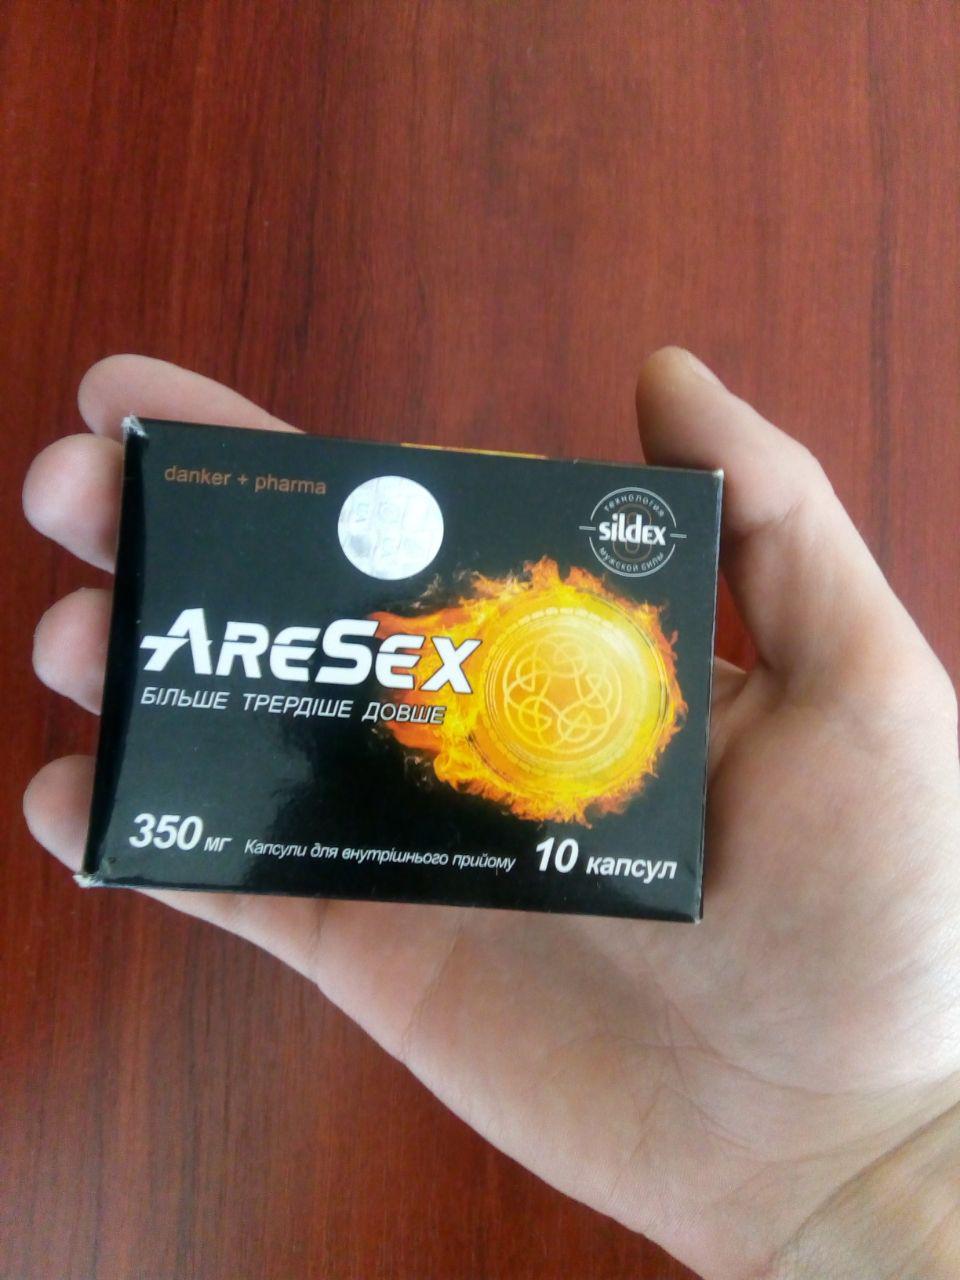 danker + pharma
технология
sildex
мужской силы
AReSex
БІЛЬШЕ ТРЕРДІШЕ ДОВШЕ
350 мг Капсули для внутрішнього прийому 10 капсул